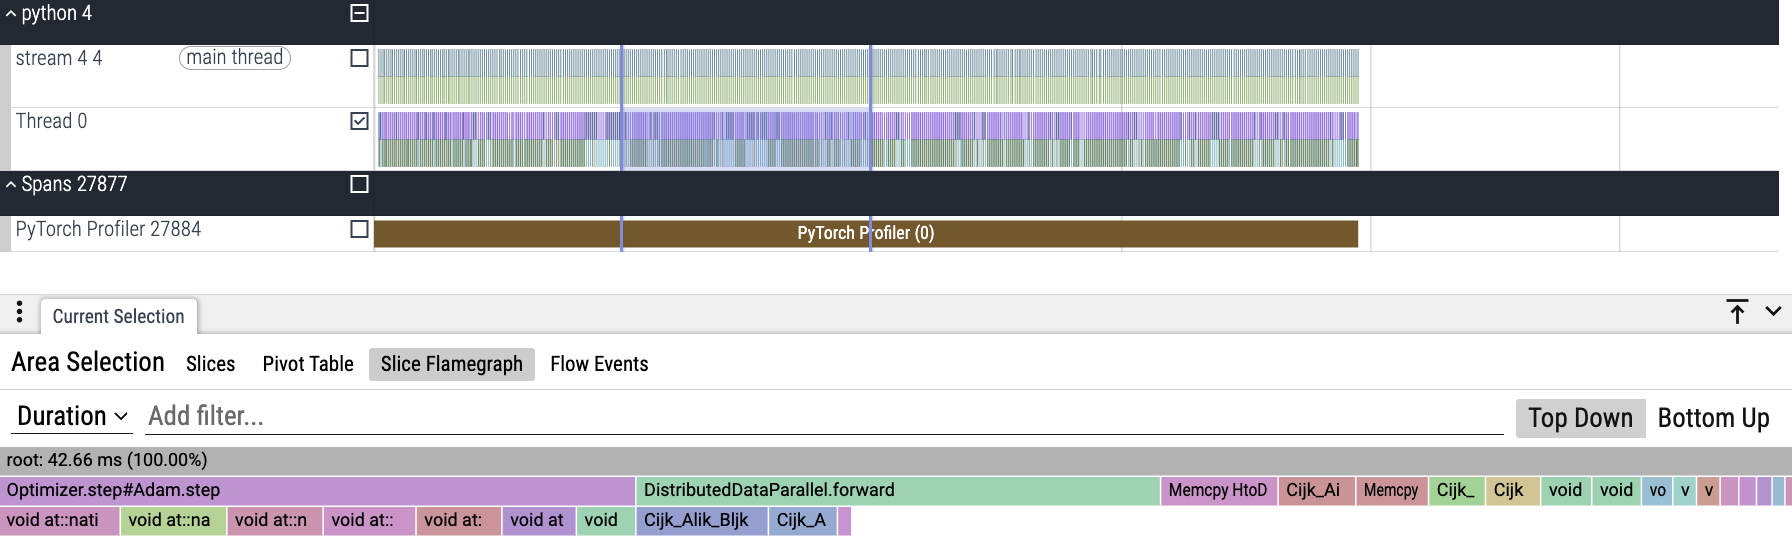 python 4
stream 4 4 main thread
Thread 0
Spans 27877
PyTorch Profiler 27884 PyTorch Profiler (0)
Current Selection
Area Selection Slices Pivot Table Slice Flamegraph Flow Events
Duration Add filter... Top Down Bottom Up
root: 42.66 ms (100.00%)
Optimizer.step#Adam.step DistributedDataParallel.forward Memcpy HtoD Cijk_Ai Memcpy Cijk_ Cijk void void vo v v
void at::nati void at::na void at::n void at:: void at: void at void Cijk_Alik_Bljk Cijk_A